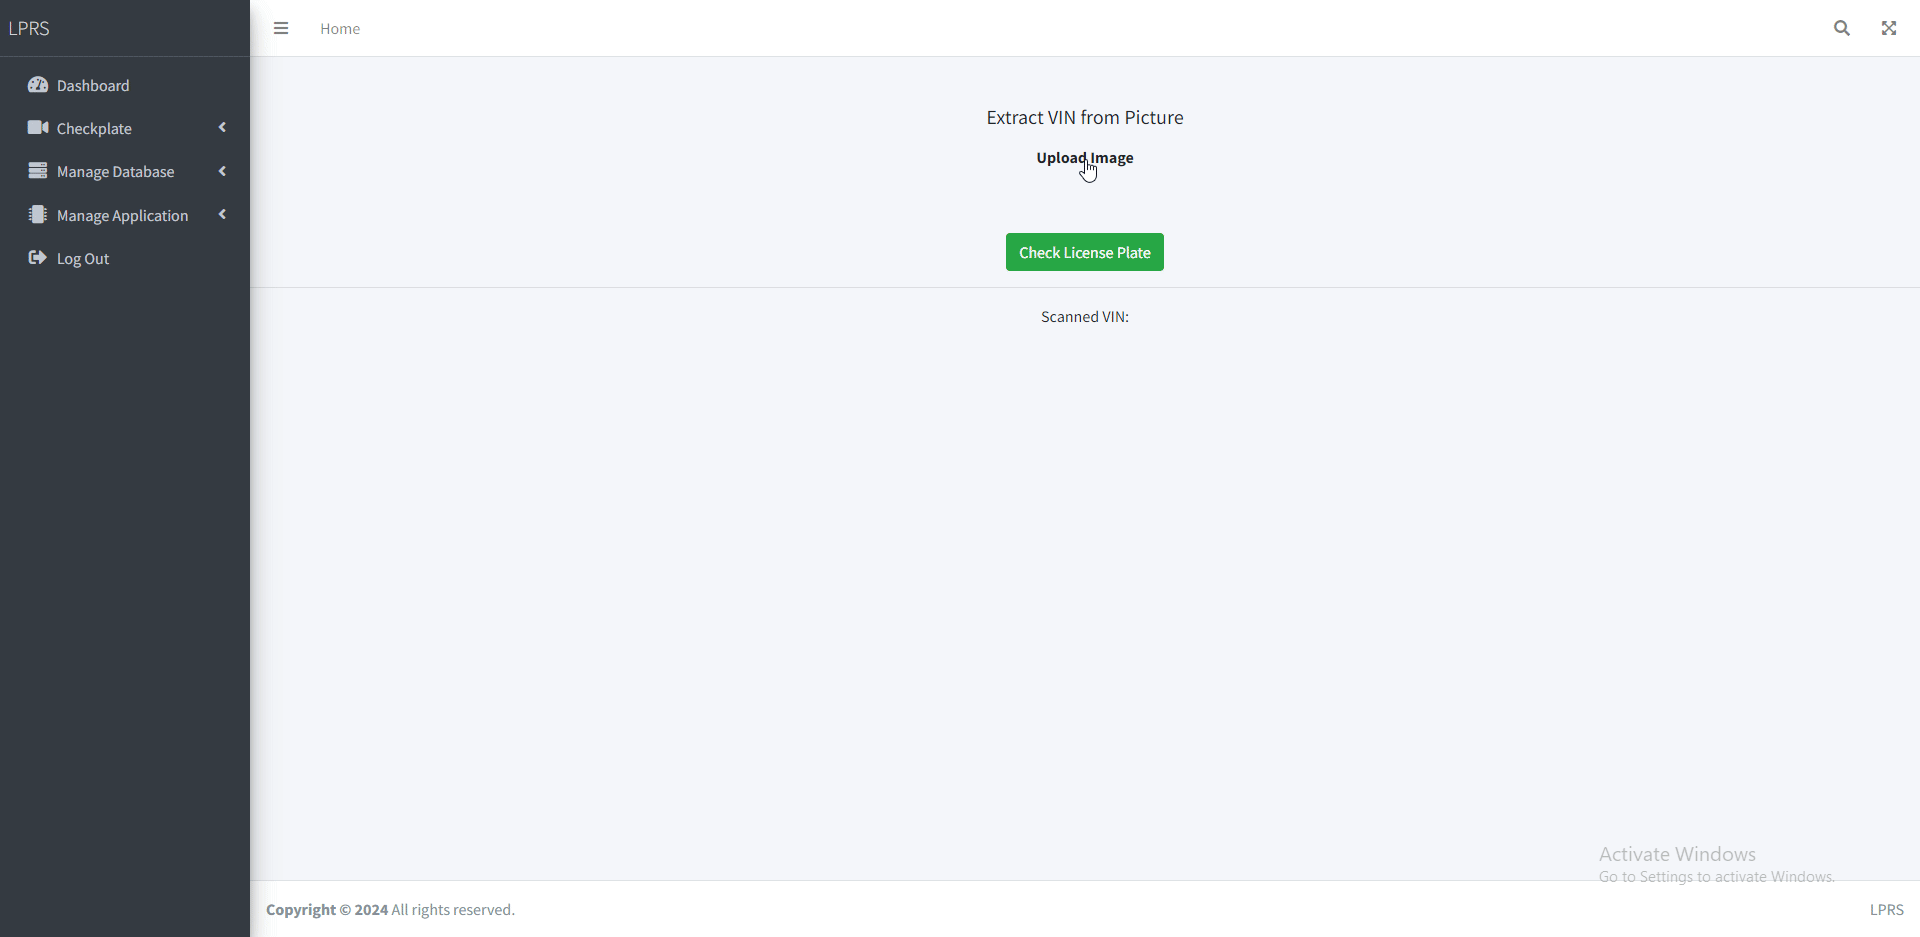 LPRS
Home
Dashboard
Checkplate
Manage Database
Manage Application
Log Out
Extract VIN from Picture
Upload Image
Check License Plate
Scanned VIN:
Activate Windows
Go to Settings to activate Windows.
Copyright © 2024 All rights reserved.
LPRS